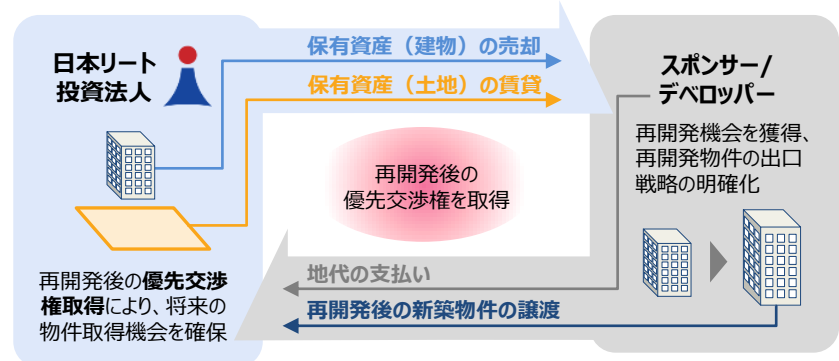 日本リート
投資法人
保有資産（建物）の売却
保有資産（土地）の賃貸
スポンサー/
デベロッパー
再開発機会を獲得、
再開発物件の出口
戦略の明確化
再開発後の
優先交渉権を取得
再開発後の優先交渉
権取得により、将来の
物件取得機会を確保
地代の支払い
再開発後の新築物件の譲渡